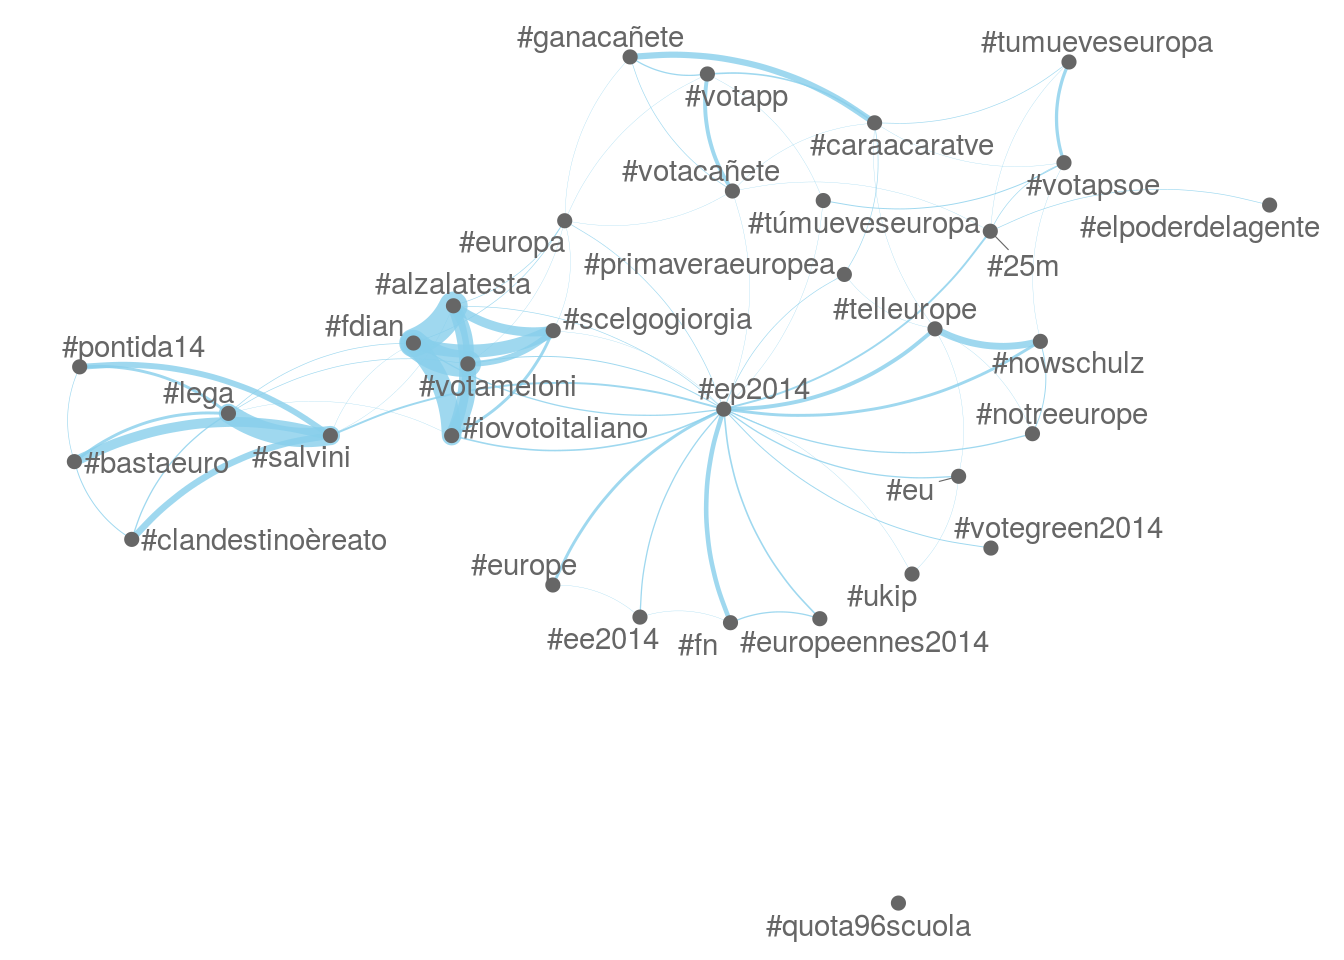 #ganacañete
#tumueveseuropa
#votapp
#caraacaratve
#votacañete
#votapsoe
#túmueveseuropa
#elpoderdelagente
#europa
#primaveraeuropea
#25m
#alzalatesta
#telleurope
#fdian
#scelgogiorgia
#pontida14
#nowschulz
#lega
#votameloni
#ep2014
#notreeurope
#iovotoitaliano
#bastaeuro
#salvini
#eu
#votegreen2014
#clandestinoèreato
#europe
#ukip
#ee2014
#fn
#europeennes2014
#quota96scuola